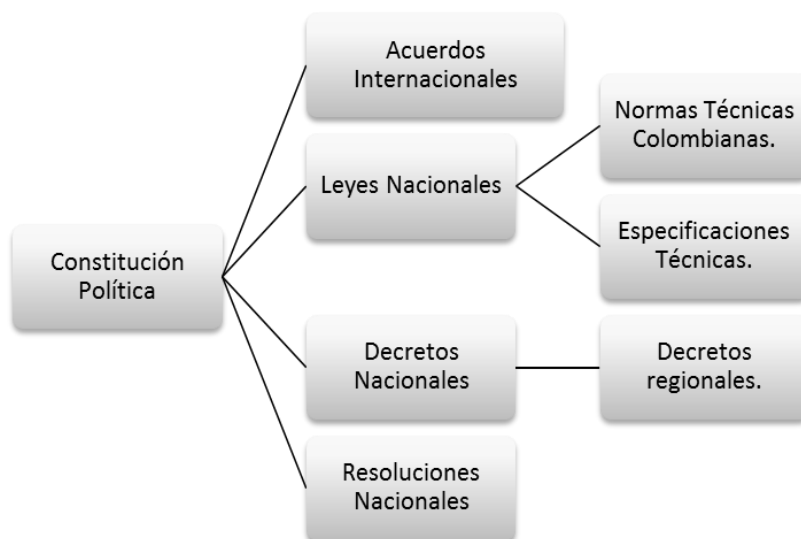 Acuerdos
Internacionales
Normas Técnicas
Colombianas.
Leyes Nacionales
Especificaciones
Técnicas.
Constitución
Política
Decretos
Nacionales
Decretos
regionales.
Resoluciones
Nacionales